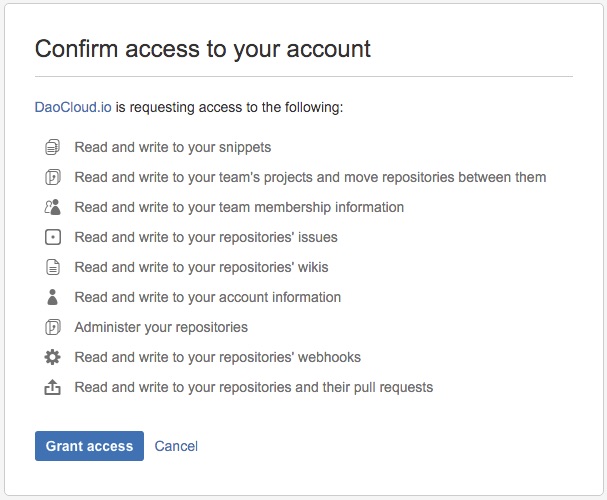 Confirm access to your account
DaoCloud.io is requesting access to the following:
Read and write to your snippets
Read and write to your team's projects and move repositories between them
Read and write to your team membership information
Read and write to your repositories' issues
Read and write to your repositories' wikis
Read and write to your account information
Administer your repositories
Read and write to your repositories' webhooks
Read and write to your repositories and their pull requests
Grant access Cancel